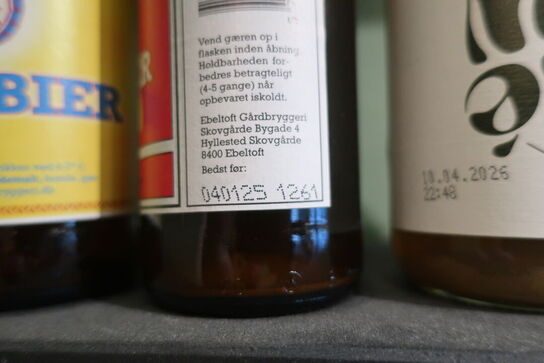 BIER
Vend gæren op i
flasken inden åbning
Holdbarheden for-
bedres betragteligt
(4-5 gange) når
opbevaret iskoldt.
Ebeltoft Gårdbryggeri
Skovgårde Bygade 4
Hyllested Skovgårde
8400 Ebeltoft
Bedst før:
040125 1261
10.04.2026
22:48